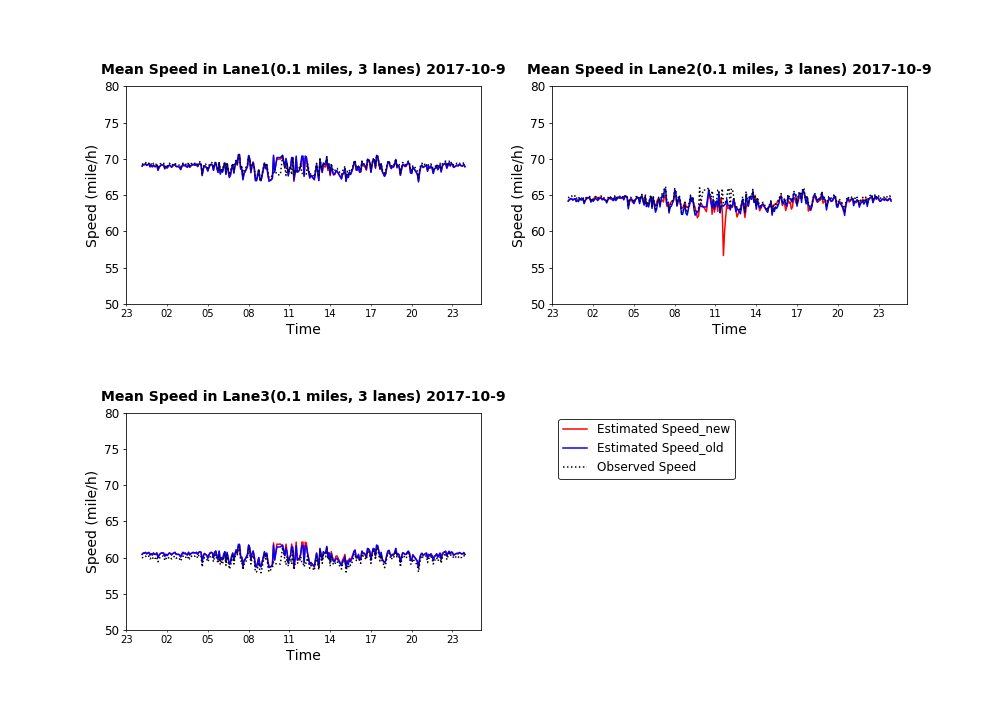 Mean Speed in Lane1(0.1 miles, 3 lanes) 2017-10-9
80
75
70
65
60
55
50
Speed (mile/h)
23 02 05 08 11 14 17 20 23
Time
Mean Speed in Lane2(0.1 miles, 3 lanes) 2017-10-9
80
75
70
65
60
55
50
Speed (mile/h)
23 02 05 08 11 14 17 20 23
Time
Mean Speed in Lane3(0.1 miles, 3 lanes) 2017-10-9
80
75
70
65
60
55
50
Speed (mile/h)
23 02 05 08 11 14 17 20 23
Time
Estimated Speed_new
Estimated Speed_old
Observed Speed